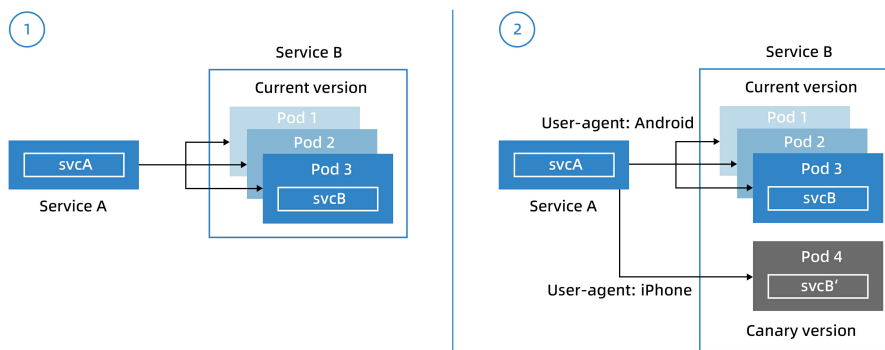 1
Service B
Current version
Pod 1
Pod 2
Pod 3
svcB
svcA
Service A
2
Service B
Current version
Pod 1
User-agent: Android
Pod 2
Pod 3
svcB
svcA
Service A
Pod 4
svcB‘
User-agent: iPhone
Canary version